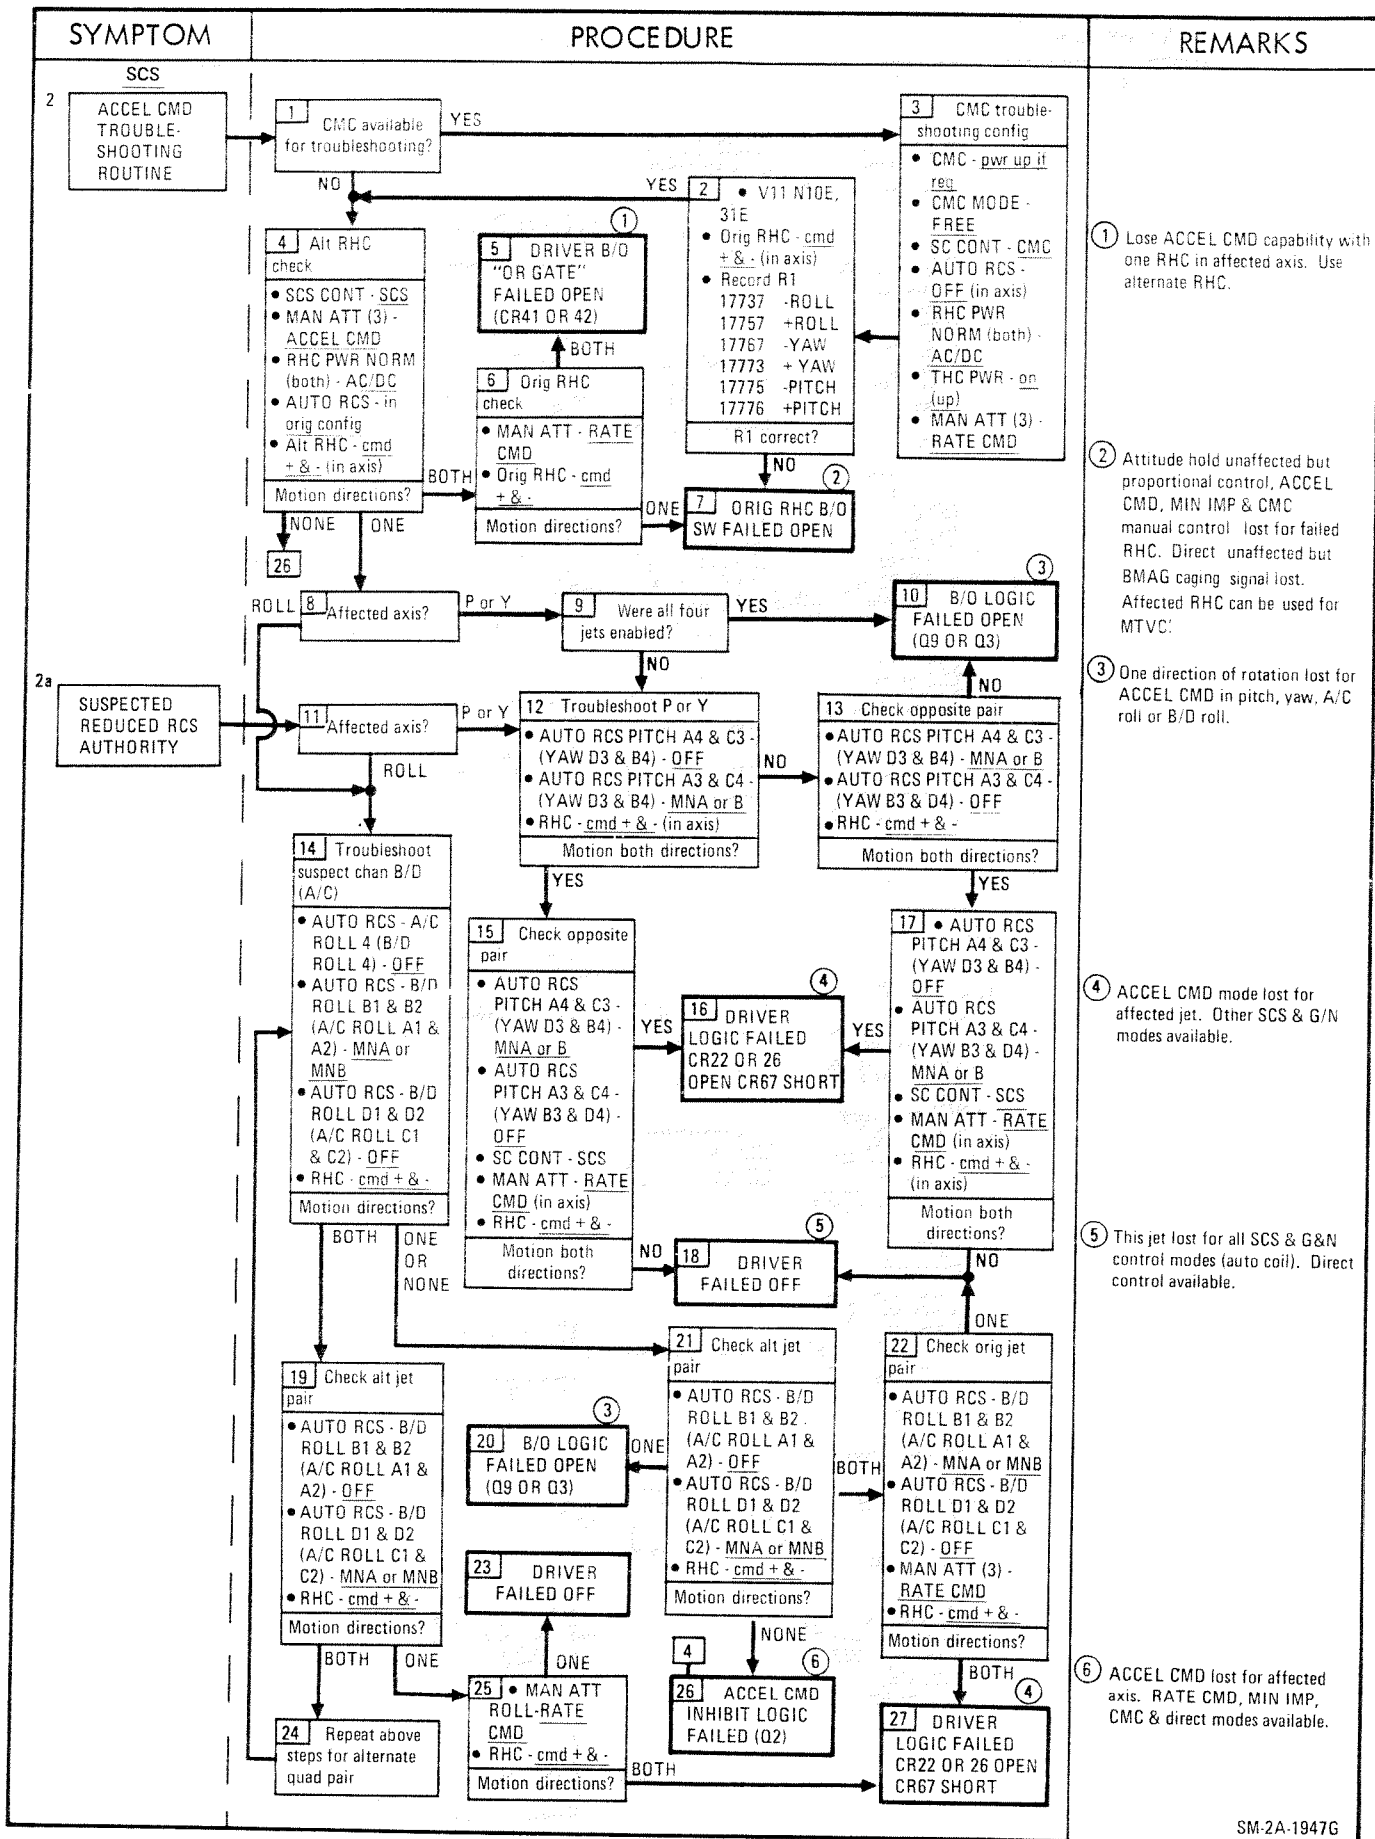 SYMPTOM
PROCEDURE
REMARKS
SCS
2
ACCEL CMD
TROUBLE-
SHOOTING
ROUTINE
1
CMC available
for troubleshooting?
YES
NO
3 CMC trouble-
shooting config
• CMC - pwr up if
req
• CMC MODE -
FREE
• SC CONT - CMC
• AUTO RCS -
OFF (in axis)
• RHC PWR
NORM (both) -
AC/DC
• THC PWR - on
(up)
• MAN ATT (3) -
RATE CMD
YES
2 • V11 N10E,
31E
• Orig RHC - cmd
+ & - (in axis)
• Record R1
17737 -ROLL
17757 +ROLL
17767 -YAW
17773 + YAW
17775 -PITCH
17776 +PITCH
R1 correct?
NO
4 Alt RHC
check
• SCS CONT - SCS
• MAN ATT (3) -
ACCEL CMD
• RHC PWR NORM
(both) - AC/DC
• AUTO RCS - in
orig config
• Alt RHC - cmd
+ & - (in axis)
Motion directions?
BOTH
NONE
ONE
26
1
5 DRIVER B/O
"OR GATE"
FAILED OPEN
(CR41 OR 42)
BOTH
6 Orig RHC
check
• MAN ATT - RATE
CMD
• Orig RHC - cmd
+ & -
Motion directions?
ONE
2
7 ORIG RHC B/O
SW FAILED OPEN
ROLL
8 Affected axis?
P or Y
9 Were all four
jets enabled?
YES
NO
3
10 B/O LOGIC
FAILED OPEN
(Q9 OR Q3)
NO
2a
SUSPECTED
REDUCED RCS
AUTHORITY
11 Affected axis?
P or Y
ROLL
12 Troubleshoot P or Y
• AUTO RCS PITCH A4 & C3 -
(YAW D3 & B4) - OFF
• AUTO RCS PITCH A3 & C4 -
(YAW D3 & B4) - MNA or B
• RHC - cmd + & - (in axis)
Motion both directions?
NO
YES
13 Check opposite pair
• AUTO RCS PITCH A4 & C3 -
(YAW D3 & B4) - MNA or B
• AUTO RCS PITCH A3 & C4 -
(YAW B3 & D4) - OFF
• RHC - cmd + & -
Motion both directions?
YES
14 Troubleshoot
suspect chan B/D
(A/C)
• AUTO RCS - A/C
ROLL 4 (B/D
ROLL 4) - OFF
• AUTO RCS - B/D
ROLL B1 & B2
(A/C ROLL A1 &
A2) - MNA or
MNB
• AUTO RCS - B/D
ROLL D1 & D2
(A/C ROLL C1
& C2) - OFF
• RHC - cmd + & -
Motion directions?
BOTH
ONE
OR
NONE
15 Check opposite
pair
• AUTO RCS
PITCH A4 & C3 -
(YAW D3 & B4) -
MNA or B
• AUTO RCS
PITCH A3 & C4 -
(YAW B3 & D4) -
OFF
• SC CONT - SCS
• MAN ATT - RATE
CMD (in axis)
• RHC - cmd + & -
Motion both
directions?
YES
NO
4
16 DRIVER
LOGIC FAILED
CR22 OR 26
OPEN CR67 SHORT
YES
17 • AUTO RCS
PITCH A4 & C3 -
(YAW D3 & B4) -
OFF
• AUTO RCS
PITCH A3 & C4 -
(YAW B3 & D4) -
MNA or B
• SC CONT - SCS
• MAN ATT - RATE
CMD (in axis)
• RHC - cmd + & -
(in axis)
Motion both
directions?
NO
5
18 DRIVER
FAILED OFF
ONE
19 Check alt jet
pair
• AUTO RCS - B/D
ROLL B1 & B2
(A/C ROLL A1 &
A2) - OFF
• AUTO RCS - B/D
ROLL D1 & D2
(A/C ROLL C1 &
C2) - MNA or MNB
• RHC - cmd + & -
Motion directions?
BOTH
ONE
3
20 B/O LOGIC
FAILED OPEN
(Q9 OR Q3)
ONE
21 Check alt jet
pair
• AUTO RCS - B/D
ROLL B1 & B2
(A/C ROLL A1 &
A2) - OFF
• AUTO RCS - B/D
ROLL D1 & D2
(A/C ROLL C1 &
C2) - MNA or MNB
• RHC - cmd + & -
Motion directions?
BOTH
NONE
22 Check orig jet
pair
• AUTO RCS - B/D
ROLL B1 & B2
(A/C ROLL A1 &
A2) - MNA or MNB
• AUTO RCS - B/D
ROLL D1 & D2
(A/C ROLL C1 &
C2) - OFF
• MAN ATT (3) -
RATE CMD
• RHC - cmd + & -
Motion directions?
BOTH
23 DRIVER
FAILED OFF
ONE
24 Repeat above
steps for alternate
quad pair
25 • MAN ATT
ROLL-RATE
CMD
• RHC - cmd + & -
Motion directions?
BOTH
4
6
26 ACCEL CMD
INHIBIT LOGIC
FAILED (Q2)
4
27 DRIVER
LOGIC FAILED
CR22 OR 26 OPEN
CR67 SHORT
1 Lose ACCEL CMD capability with
one RHC in affected axis. Use
alternate RHC.
2 Attitude hold unaffected but
proportional control, ACCEL
CMD, MIN IMP & CMC
manual control lost for failed
RHC. Direct unaffected but
BMAG caging signal lost.
Affected RHC can be used for
MTVC.
3 One direction of rotation lost for
ACCEL CMD in pitch, yaw, A/C
roll or B/D roll.
4 ACCEL CMD mode lost for
affected jet. Other SCS & G/N
modes available.
5 This jet lost for all SCS & G&N
control modes (auto coil). Direct
control available.
6 ACCEL CMD lost for affected
axis. RATE CMD, MIN IMP,
CMC & direct modes available.
SM-2A-1947G